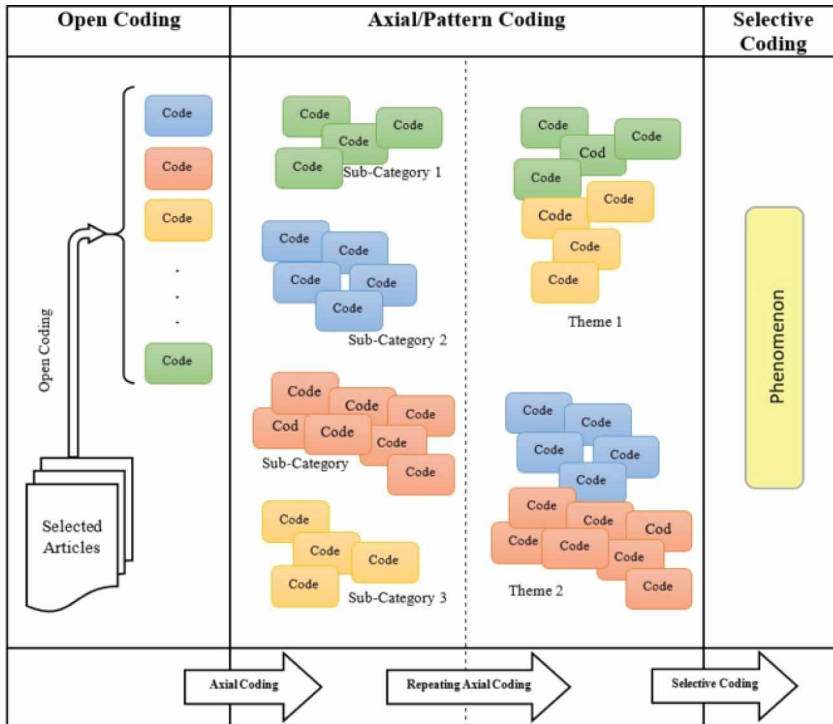 Open Coding
Axial/Pattern Coding
Selective
Coding
Code
Code
Code
.
.
.
Code
Open Coding
Selected
Articles
Code
Code
Code
Code
Sub-Category 1
Code
Code
Code
Code
Code
Sub-Category 2
Code
Code
Code
Cod
Code
Code
Code
Sub-Category
Code
Code
Code
Code
Sub-Category 3
Code
Code
Cod
Code
Code
Code
Code
Code
Theme 1
Code
Code
Code
Code
Code
Code
Code
Cod
Code
Code
Code
Code
Theme 2
Phenomenon
Axial Coding
Repeating Axial Coding
Selective Coding